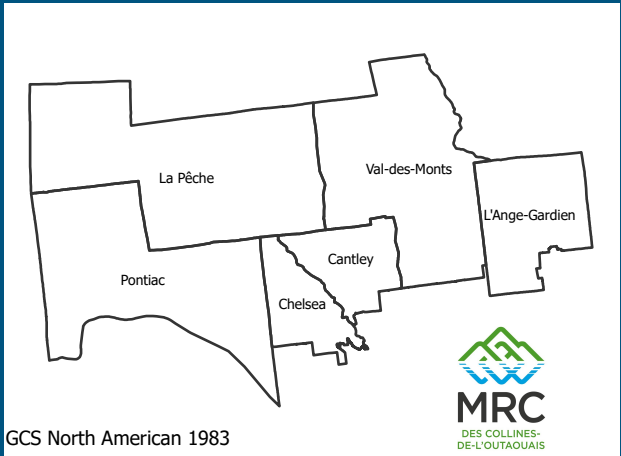 Val-des-Monts
La Pêche
L'Ange-Gardien
Cantley
Pontiac
Chelsea
MRC
DES COLLINES-
DE-L'OUTAOUAIS
GCS North American 1983